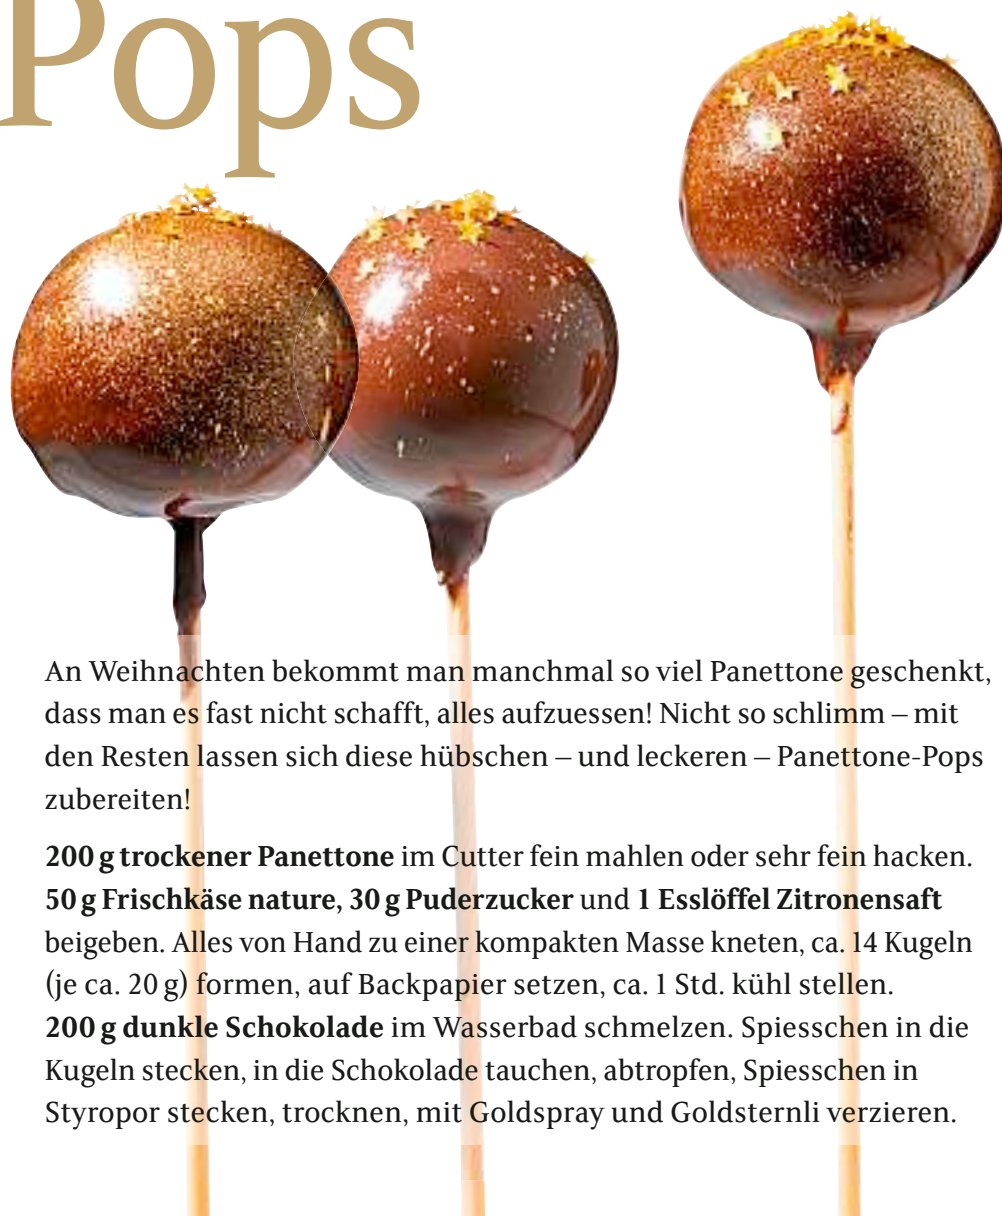 Pops
An Weihnachten bekommt man manchmal so viel Panettone geschenkt,
dass man es fast nicht schafft, alles aufzuessen! Nicht so schlimm – mit
den Resten lassen sich diese hübschen – und leckeren – Panettone-Pops
zubereiten!
200 g trockener Panettone im Cutter fein mahlen oder sehr fein hacken.
50 g Frischkäse nature, 30 g Puderzucker und 1 Esslöffel Zitronensaft
beigeben. Alles von Hand zu einer kompakten Masse kneten, ca. 14 Kugeln
(je ca. 20 g) formen, auf Backpapier setzen, ca. 1 Std. kühl stellen.
200 g dunkle Schokolade im Wasserbad schmelzen. Spiesschen in die
Kugeln stecken, in die Schokolade tauchen, abtropfen, Spiesschen in
Styropor stecken, trocknen, mit Goldspray und Goldsternli verzieren.